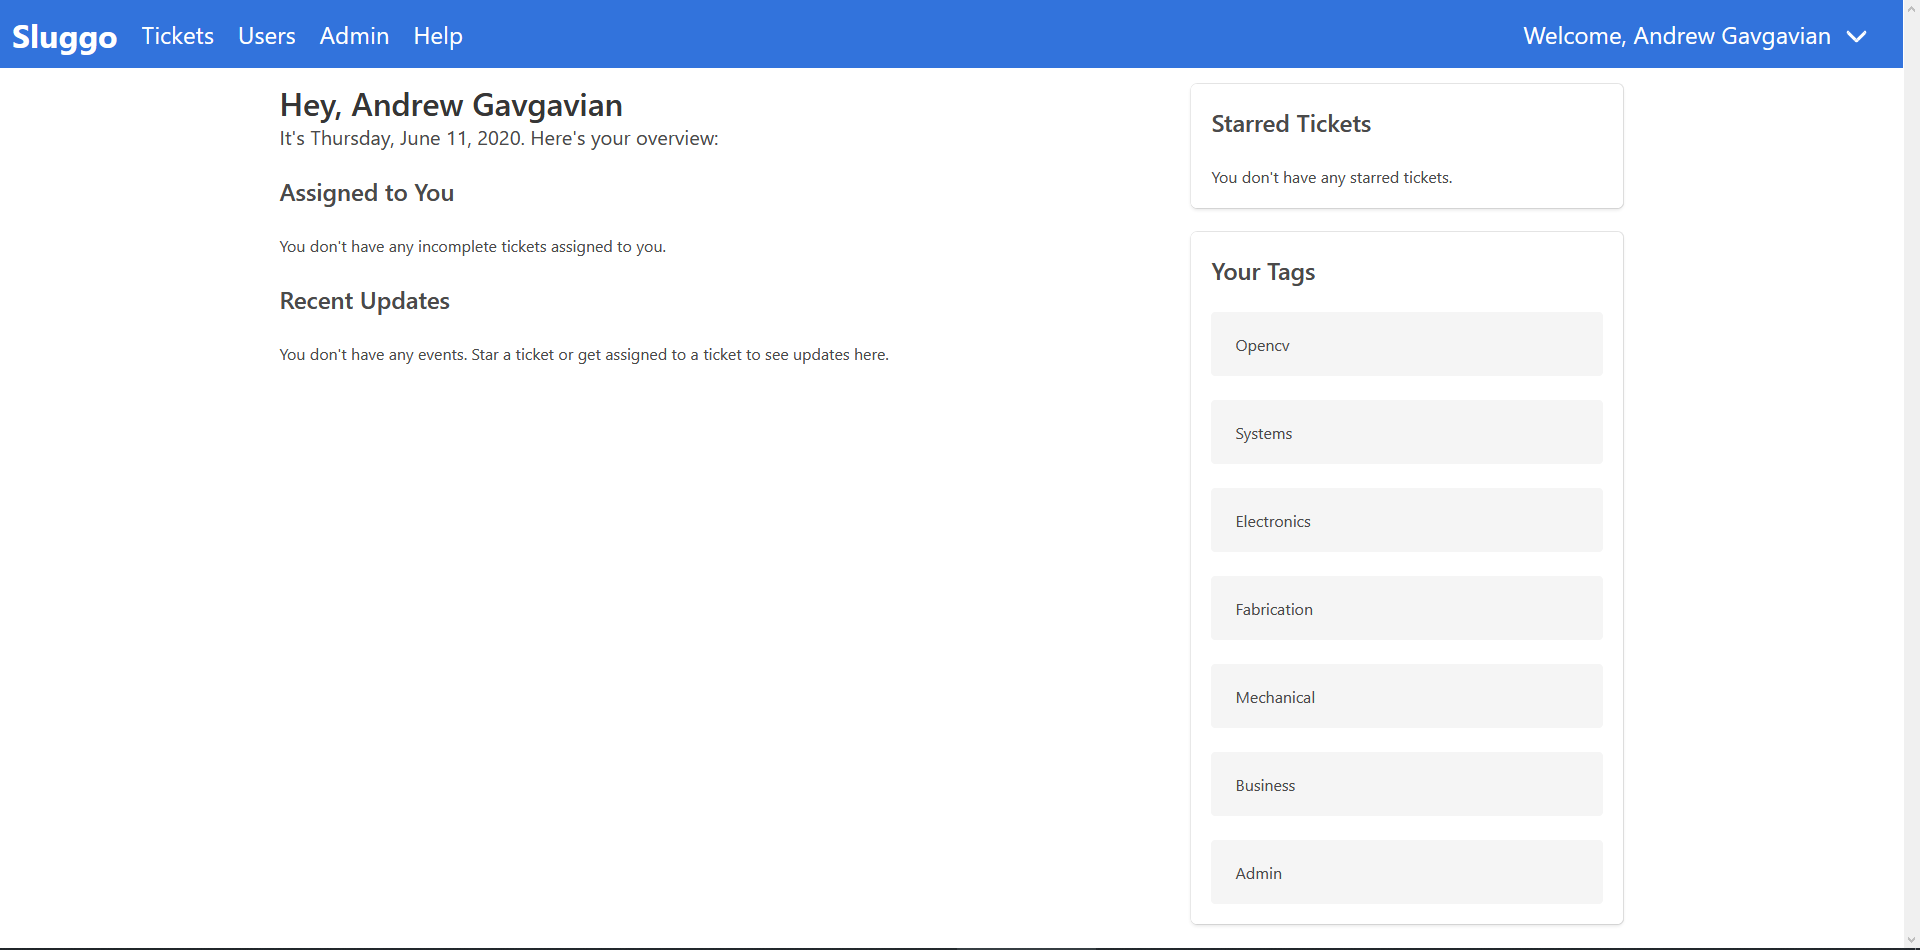 Sluggo Tickets Users Admin Help Welcome, Andrew Gavgavian
Hey, Andrew Gavgavian
It's Thursday, June 11, 2020. Here's your overview:
Assigned to You
You don't have any incomplete tickets assigned to you.
Recent Updates
You don't have any events. Star a ticket or get assigned to a ticket to see updates here.
Starred Tickets
You don't have any starred tickets.
Your Tags
Opencv
Systems
Electronics
Fabrication
Mechanical
Business
Admin